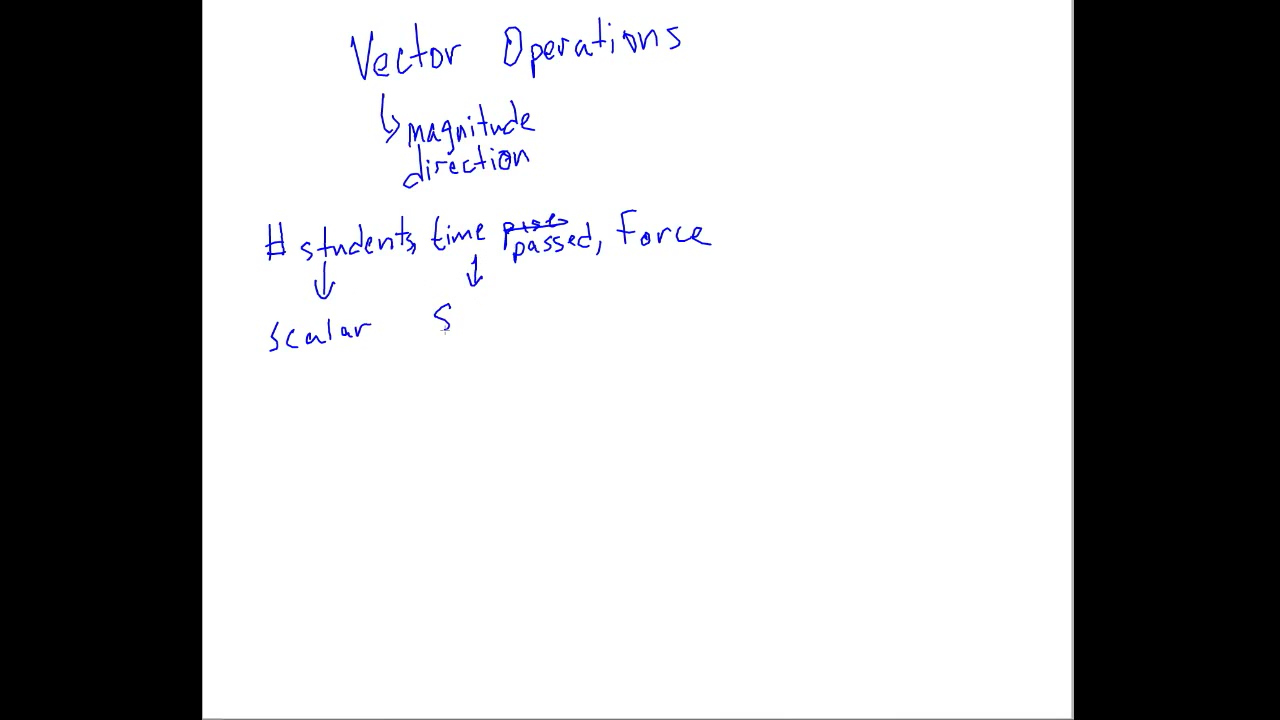 Vector Operations
magnitude
direction
# students, time passed, Force
scalar S